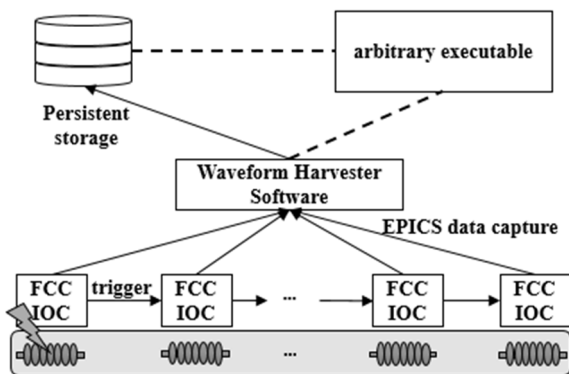 arbitrary executable
Persistent
storage
Waveform Harvester
Software
EPICS data capture
FCC
IOC
trigger
FCC
IOC
...
FCC
IOC
FCC
IOC
...